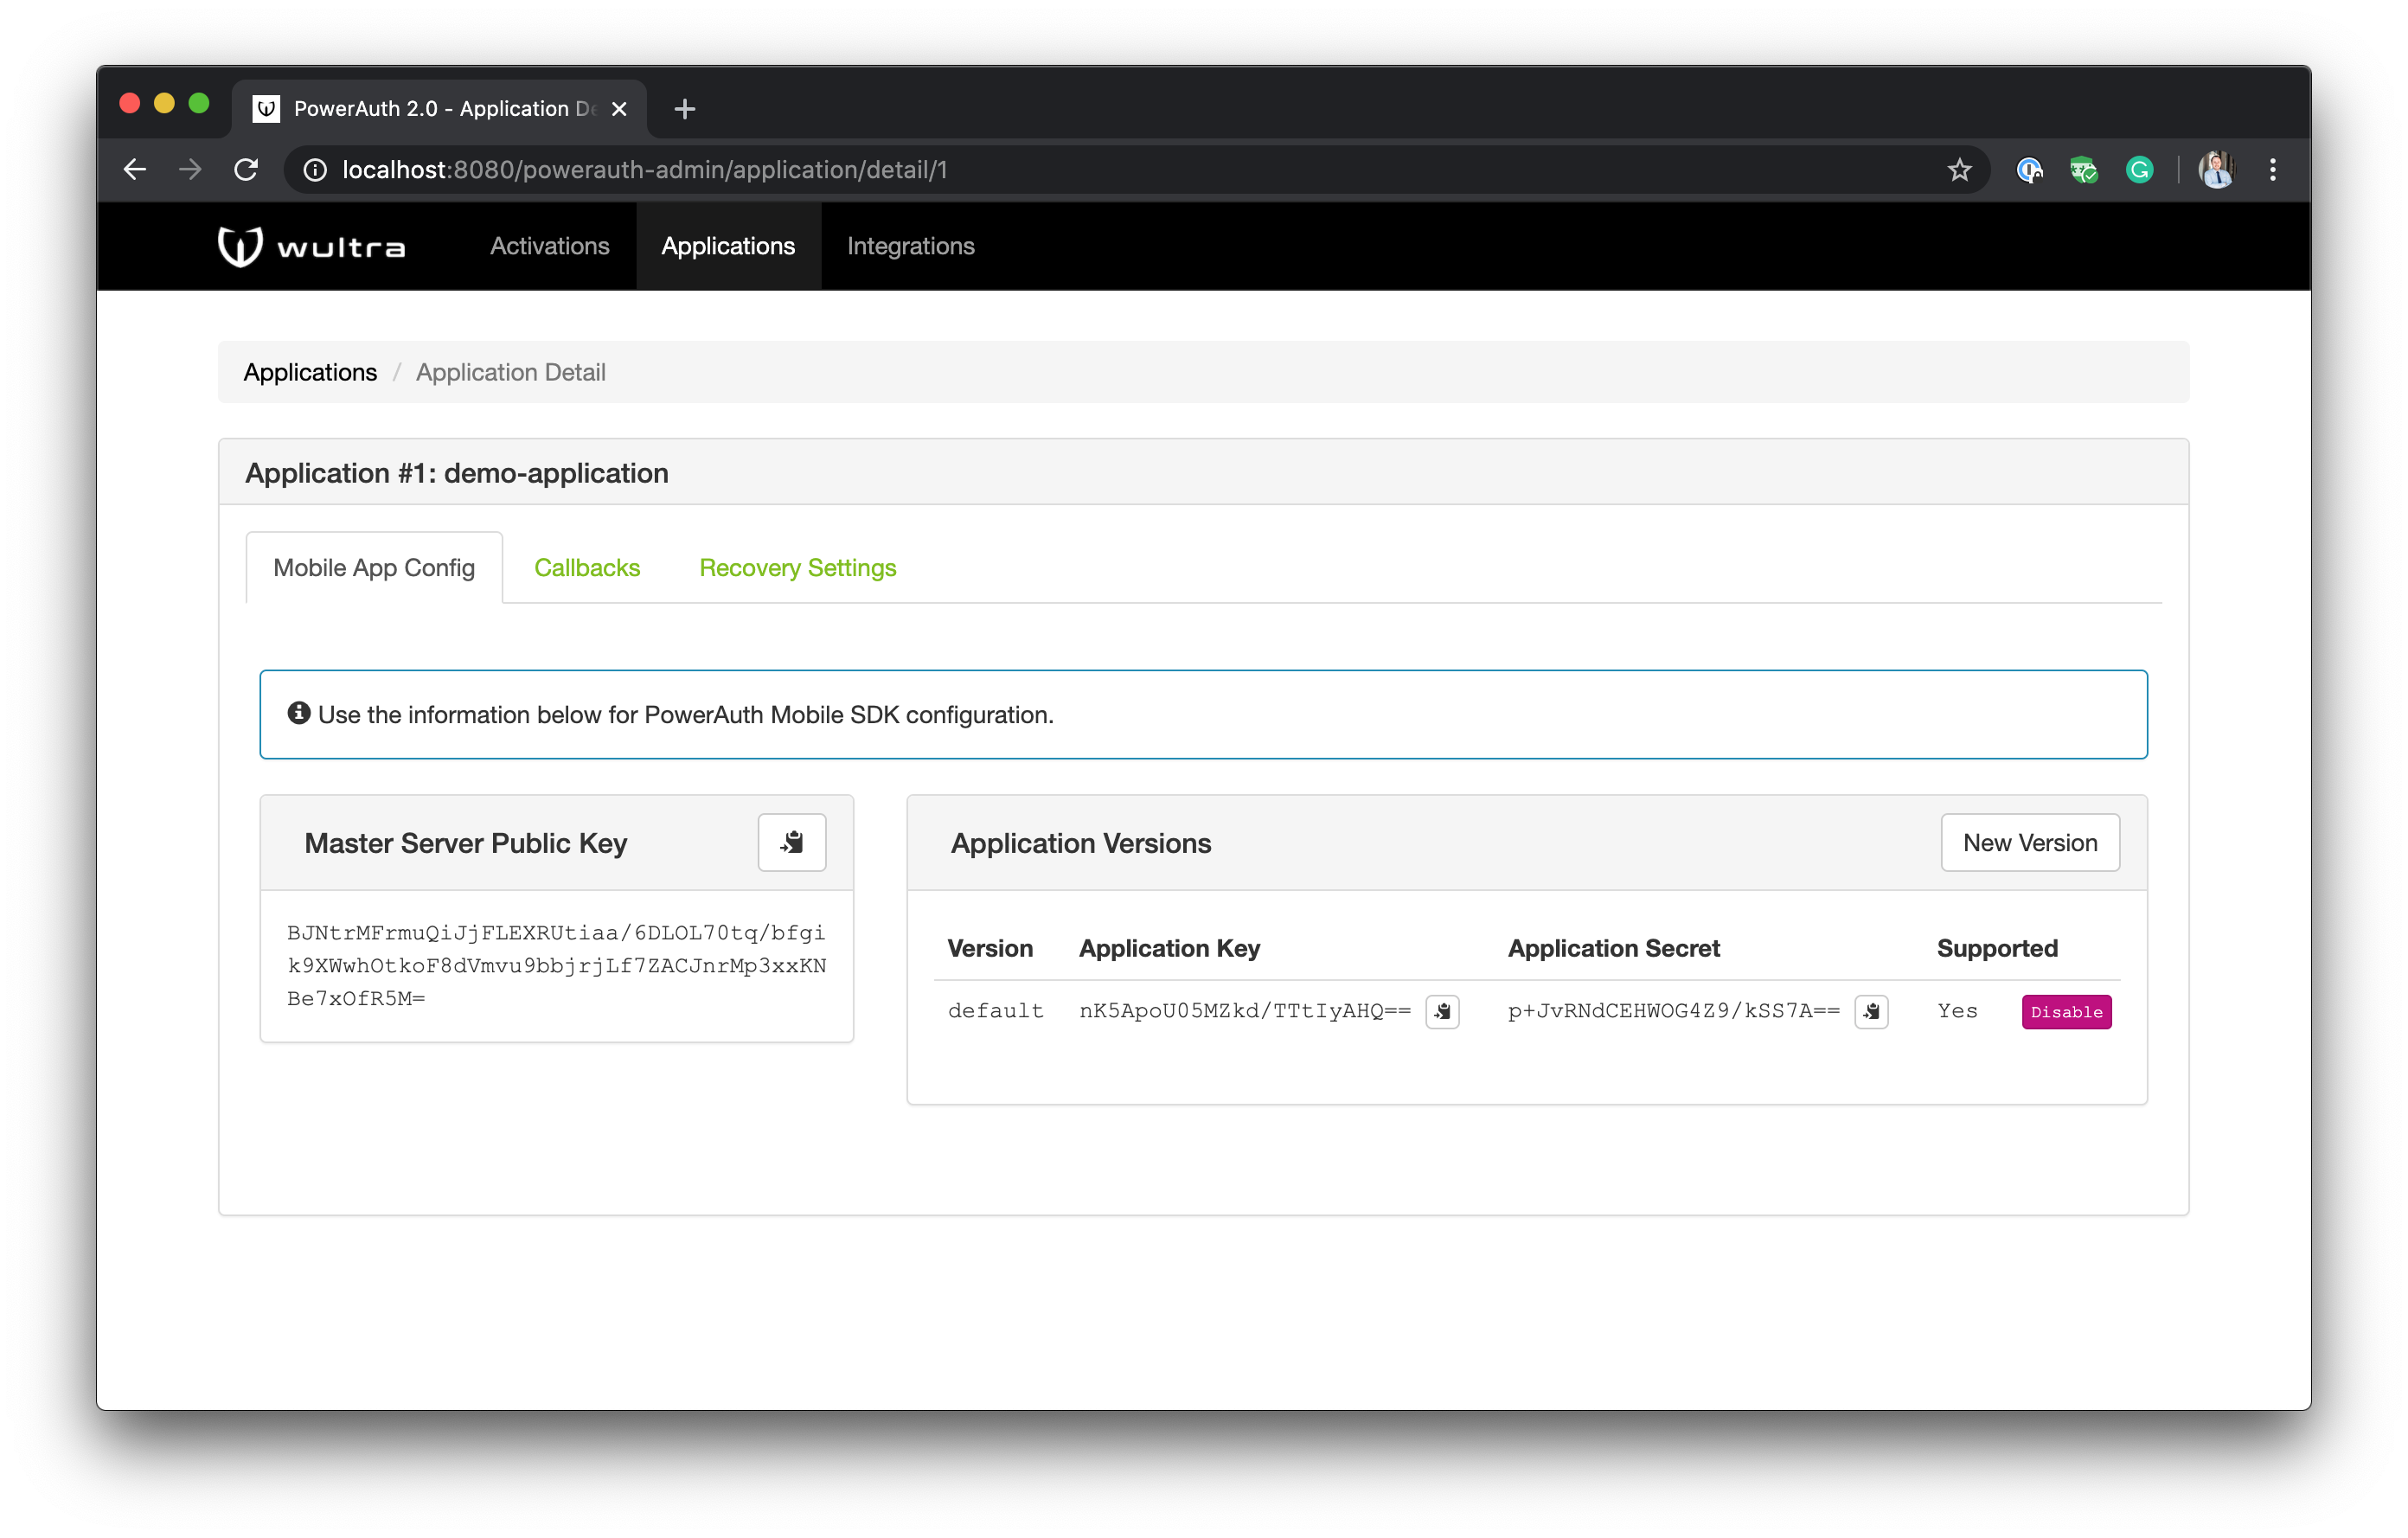 PowerAuth 2.0 - Application De
localhost:8080/powerauth-admin/application/detail/1
wultra Activations Applications Integrations
Applications / Application Detail
Application #1: demo-application
Mobile App Config Callbacks Recovery Settings
Use the information below for PowerAuth Mobile SDK configuration.
Master Server Public Key
BJNtrMFrmuQiJjFLEXRUtiaa/6DLOL70tq/bfgi
k9XWwhOtkoF8dVmvu9bbjrjLf7ZACJnrMp3xxKN
Be7xOfR5M=
Application Versions New Version
Version Application Key Application Secret Supported
default nK5ApoU05MZkd/TTtIyAHQ== p+JvRNdCEHWOG4Z9/kSS7A== Yes Disable